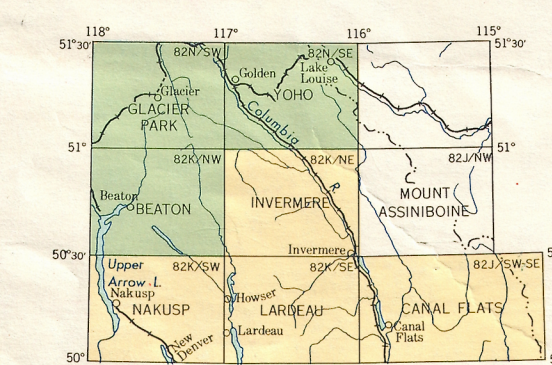 118° 117° 116° 115°
51°30' 82N/SW 82N/SE 51°30'
Golden Lake
Louise
Glacier YOHO
GLACIER
PARK Columbia
51° 51°
82K/NW 82K/NE 82J/NW
R.
Beaton BEATON INVERMERE MOUNT
ASSINIBOINE
Invermere
50°30'
Upper 82K/SW 82K/SE 82J/SW-SE
Arrow L.
Nakusp Howser
NAKUSP LARDEAU CANAL FLATS
Lardeau Canal
Flats
New
Denver
50°